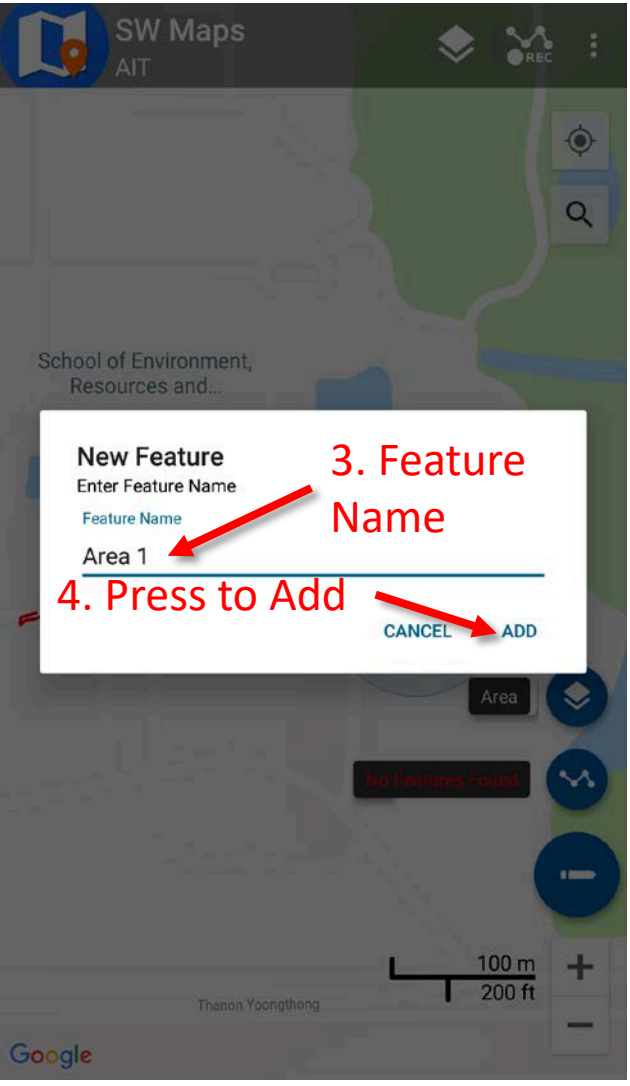 SW Maps
AIT
REC
School of Environment,
Resources and...
New Feature
Enter Feature Name
3. Feature
Name
Feature Name
Area 1
4. Press to Add
CANCEL
ADD
Area
No Features Found
100 m
200 ft
Thanon Yoongthong
Google